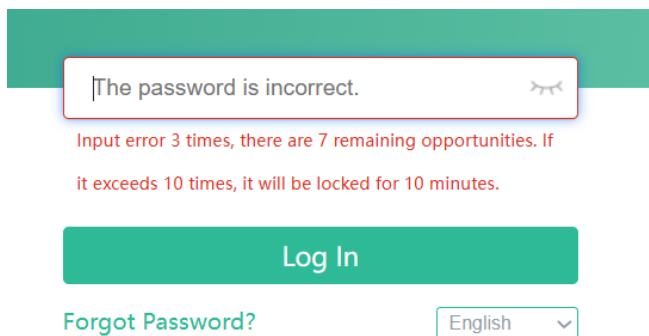 The password is incorrect.
Input error 3 times, there are 7 remaining opportunities. If
it exceeds 10 times, it will be locked for 10 minutes.
Log In
Forgot Password?
English